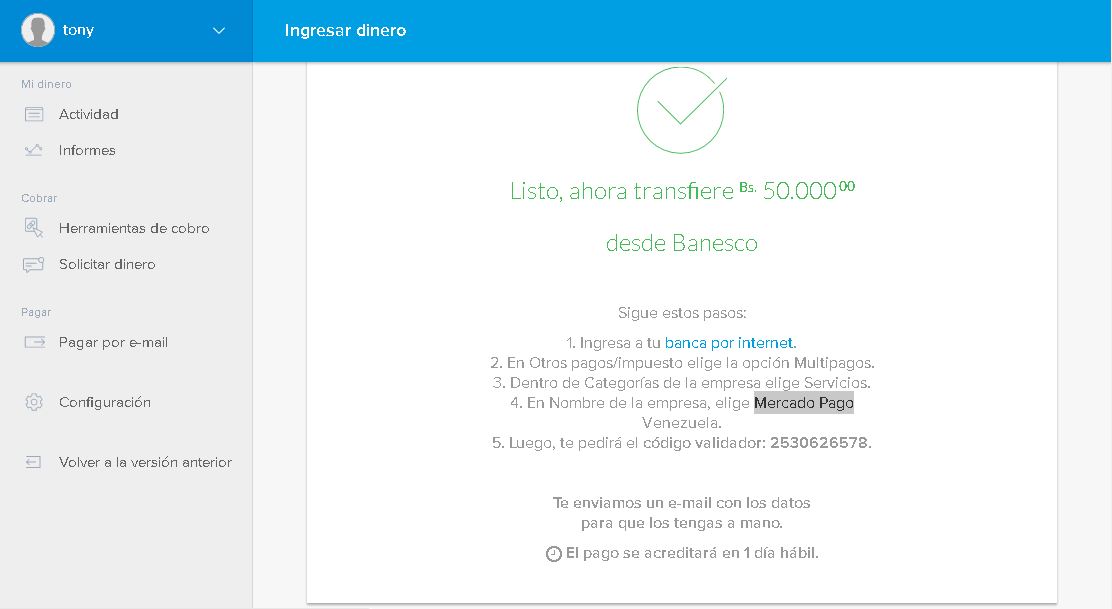 tony
Ingresar dinero
Mi dinero
Actividad
Informes
Cobrar
Herramientas de cobro
Solicitar dinero
Pagar
Pagar por e-mail
Configuración
Volver a la versión anterior
Listo, ahora transfiere Bs. 50.000⁰⁰
desde Banesco
Sigue estos pasos:
1. Ingresa a tu banca por internet.
2. En Otros pagos/impuesto elige la opción Multipagos.
3. Dentro de Categorías de la empresa elige Servicios.
4. En Nombre de la empresa, elige Mercado Pago
Venezuela.
5. Luego, te pedirá el código validador: 2530626578.
Te enviamos un e-mail con los datos
para que los tengas a mano.
El pago se acreditará en 1 día hábil.